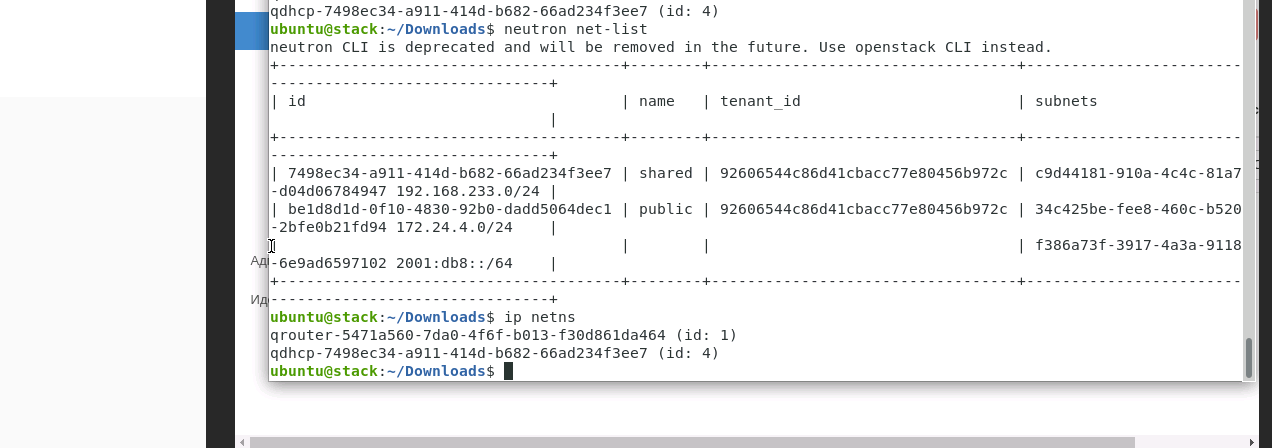 qdhcp-7498ec34-a911-414d-b682-66ad234f3ee7 (id: 4)
ubuntu@stack:~/Downloads$ neutron net-list
neutron CLI is deprecated and will be removed in the future. Use openstack CLI instead.
+--------------------------------------+--------+----------------------------------+-----------------------
-------------------------------+
| id                                   | name   | tenant_id                        | subnets
                               |
+--------------------------------------+--------+----------------------------------+-----------------------
-------------------------------+
| 7498ec34-a911-414d-b682-66ad234f3ee7 | shared | 92606544c86d41cbacc77e80456b972c | c9d44181-910a-4c4c-81a7
-d04d06784947 192.168.233.0/24 |
| be1d8d1d-0f10-4830-92b0-dadd5064dec1 | public | 92606544c86d41cbacc77e80456b972c | 34c425be-fee8-460c-b520
-2bfe0b21fd94 172.24.4.0/24    |
|                                      |        |                                  | f386a73f-3917-4a3a-9118
-6e9ad6597102 2001:db8::/64    |
+--------------------------------------+--------+----------------------------------+-----------------------
-------------------------------+
ubuntu@stack:~/Downloads$ ip netns
qrouter-5471a560-7da0-4f6f-b013-f30d861da464 (id: 1)
qdhcp-7498ec34-a911-414d-b682-66ad234f3ee7 (id: 4)
ubuntu@stack:~/Downloads$